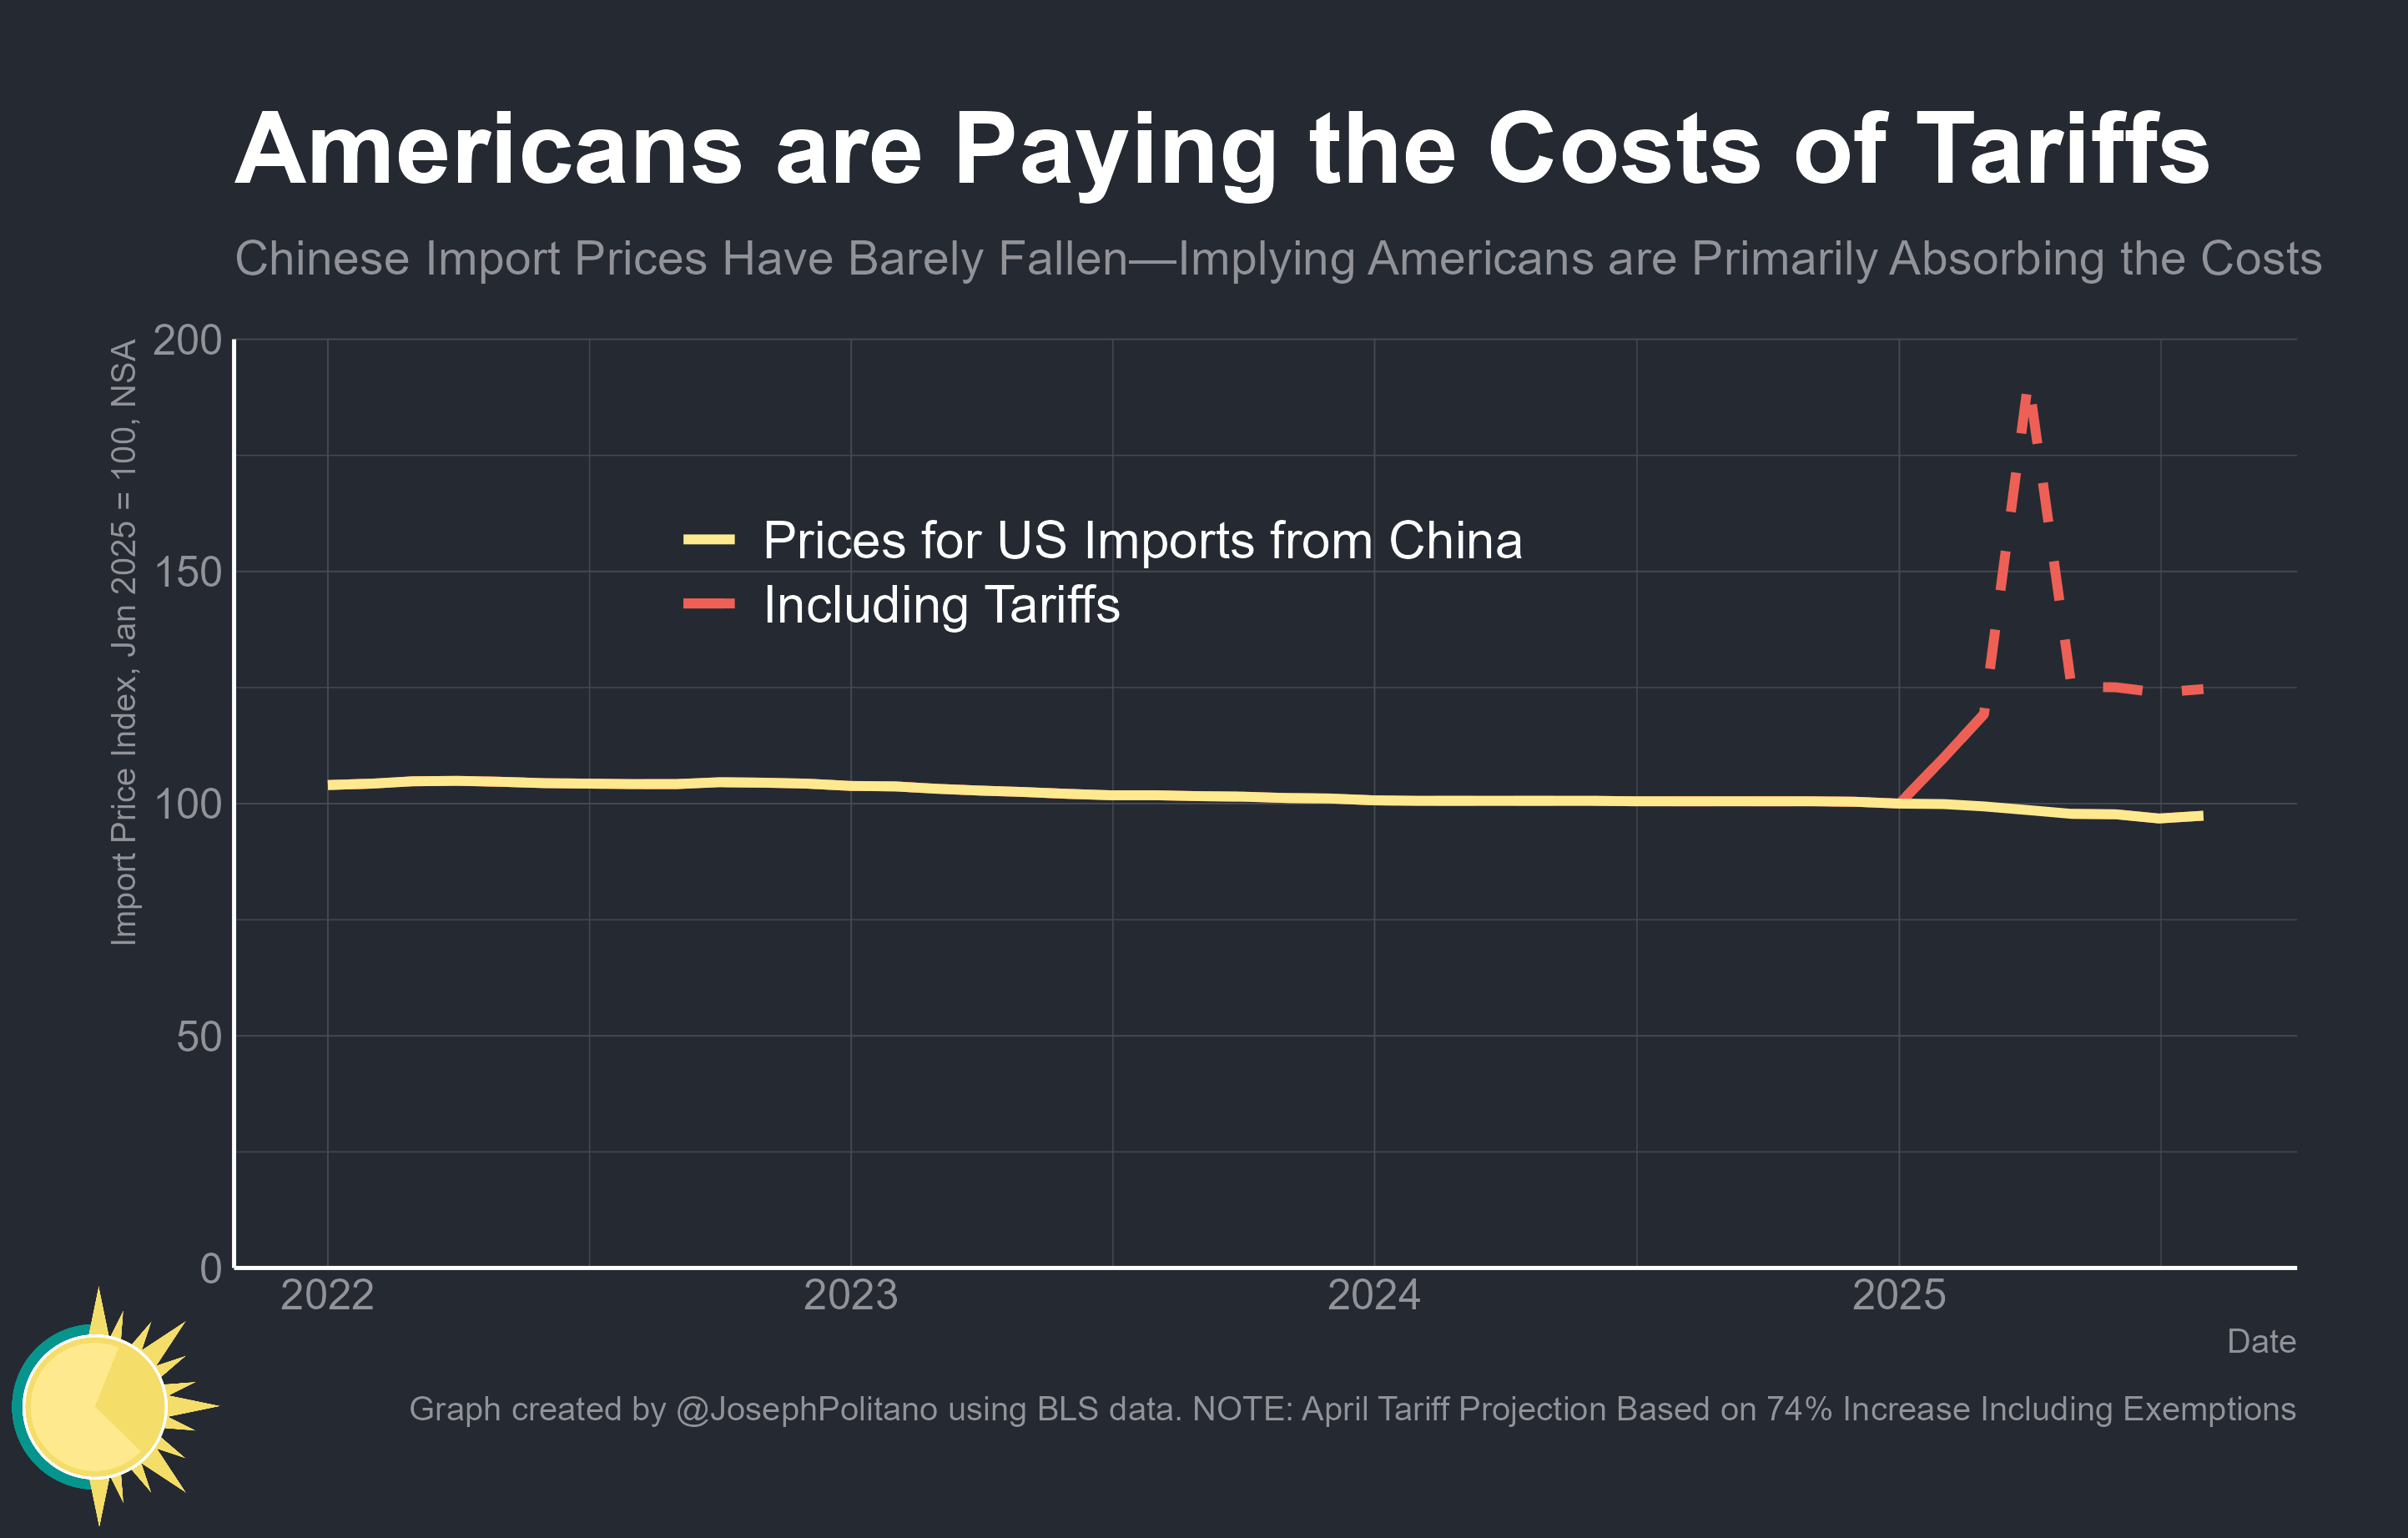 Americans are Paying the Costs of Tariffs
Chinese Import Prices Have Barely Fallen—Implying Americans are Primarily Absorbing the Costs
Import Price Index, Jan 2025 = 100, NSA
200
150
100
50
0
Prices for US Imports from China
Including Tariffs
2022
2023
2024
2025
Date
Graph created by @JosephPolitano using BLS data. NOTE: April Tariff Projection Based on 74% Increase Including Exemptions